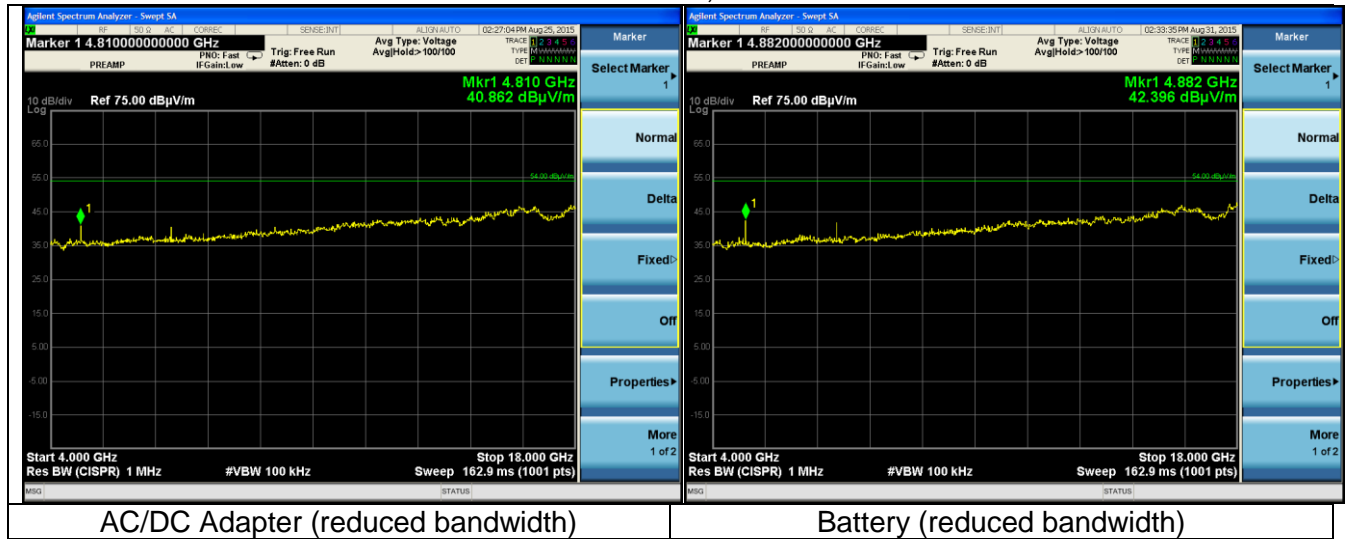 Agilent Spectrum Analyzer - Swept SA
RF 50 Ω AC CORREC SENSE:INT ALIGN AUTO 02:27:04 PM Aug 25, 2015
Marker 1 4.810000000000 GHz
PREAMP
PNO: Fast
IFGain:Low
Trig: Free Run
#Atten: 0 dB
Avg Type: Voltage
Avg|Hold:>100/100
TRACE 1 2 3 4 5 6
TYPE
DET P N N N N N
Mkr1 4.810 GHz
40.862 dBµV/m
10 dB/div Ref 75.00 dBµV/m
Log
65.0
55.0
54.00 dBµV/m
45.0
1
35.0
25.0
15.0
5.00
-5.00
-15.0
Start 4.000 GHz Stop 18.000 GHz
Res BW (CISPR) 1 MHz #VBW 100 kHz Sweep 162.9 ms (1001 pts)
MSG STATUS
Agilent Spectrum Analyzer - Swept SA
RF 50 Ω AC CORREC SENSE:INT ALIGN AUTO 02:33:35 PM Aug 31, 2015
Marker 1 4.882000000000 GHz
PREAMP
PNO: Fast
IFGain:Low
Trig: Free Run
#Atten: 0 dB
Avg Type: Voltage
Avg|Hold:>100/100
TRACE 1 2 3 4 5 6
TYPE
DET P N N N N N
Mkr1 4.882 GHz
42.396 dBµV/m
10 dB/div Ref 75.00 dBµV/m
Log
65.0
55.0
54.00 dBµV/m
45.0
1
35.0
25.0
15.0
5.00
-5.00
-15.0
Start 4.000 GHz Stop 18.000 GHz
Res BW (CISPR) 1 MHz #VBW 100 kHz Sweep 162.9 ms (1001 pts)
MSG STATUS
Marker
Select Marker
1
Normal
Delta
Fixed
Off
Properties
More
1 of 2
Marker
Select Marker
1
Normal
Delta
Fixed
Off
Properties
More
1 of 2
AC/DC Adapter (reduced bandwidth)
Battery (reduced bandwidth)